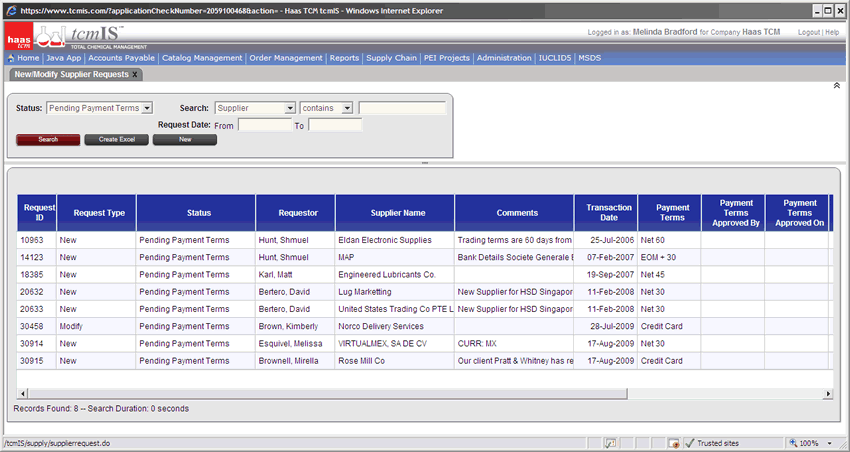 https://www.tcmis.com/?applicationCheckNumber=2059100468&action= - Haas TCM tcmIS - Windows Internet Explorer
haas tcm
tcmIS™
TOTAL CHEMICAL MANAGEMENT
Logged in as: Melinda Bradford for Company Haas TCM Logout | Help
Home | Java App | Accounts Payable | Catalog Management | Order Management | Reports | Supply Chain | PEI Projects | Administration | IUCLIDS | MSDS
New/Modify Supplier Requests X
Status: Pending Payment Terms Search: Supplier contains
Request Date: From To
Search Create Excel New
Request ID Request Type Status Requestor Supplier Name Comments Transaction Date Payment Terms Payment Terms Approved By Payment Terms Approved On
10963 New Pending Payment Terms Hunt, Shmuel Eldan Electronic Supplies Trading terms are 60 days from 25-Jul-2006 Net 60
14123 New Pending Payment Terms Hunt, Shmuel MAP Bank Details Societe Generale E 07-Feb-2007 EOM + 30
18385 New Pending Payment Terms Karl, Matt Engineered Lubricants Co. 19-Sep-2007 Net 45
20632 New Pending Payment Terms Bertero, David Lug Marketting New Supplier for HSD Singapor 11-Feb-2008 Net 30
20633 New Pending Payment Terms Bertero, David United States Trading Co PTE L New Supplier for HSD Singapor 11-Feb-2008 Net 30
30458 Modify Pending Payment Terms Brown, Kimberly Norco Delivery Services 28-Jul-2009 Credit Card
30914 New Pending Payment Terms Esquivel, Melissa VIRTUALMEX, SA DE CV CURR: MX 17-Aug-2009 Net 30
30915 New Pending Payment Terms Brownell, Mirella Rose Mill Co Our client Pratt & Whitney has re 17-Aug-2009 Credit Card
Records Found: 8 -- Search Duration: 0 seconds
/tcmIS/supply/supplierrequest.do Trusted sites 100%